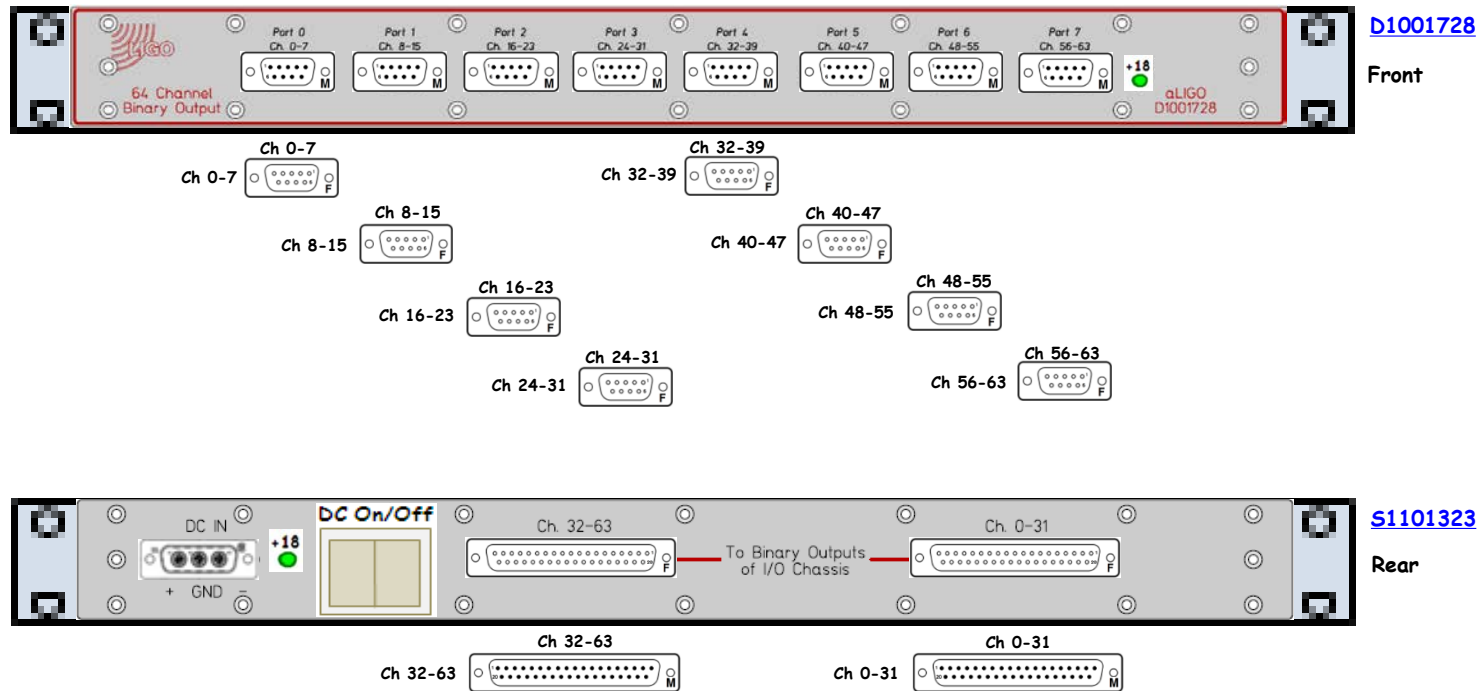 D1001728
Front
LIGO
Port 0 Port 1 Port 2 Port 3 Port 4 Port 5 Port 6 Port 7
Ch. 0-7 Ch. 8-15 Ch. 16-23 Ch. 24-31 Ch. 32-39 Ch. 40-47 Ch. 48-55 Ch. 56-63
M M M M M M M M
+18
64 Channel
Binary Output
aLIGO
D1001728
Ch 0-7
Ch 0-7
F
Ch 32-39
Ch 32-39
F
Ch 8-15
Ch 8-15
F
Ch 40-47
Ch 40-47
F
Ch 16-23
Ch 16-23
F
Ch 48-55
Ch 48-55
F
Ch 24-31
Ch 24-31
F
Ch 56-63
Ch 56-63
F
S1101323
Rear
DC IN
+18
+ GND -
DC On/Off
Ch. 32-63
F
To Binary Outputs
of I/O Chassis
Ch. 0-31
F
Ch 32-63
Ch 32-63
M
Ch 0-31
Ch 0-31
M